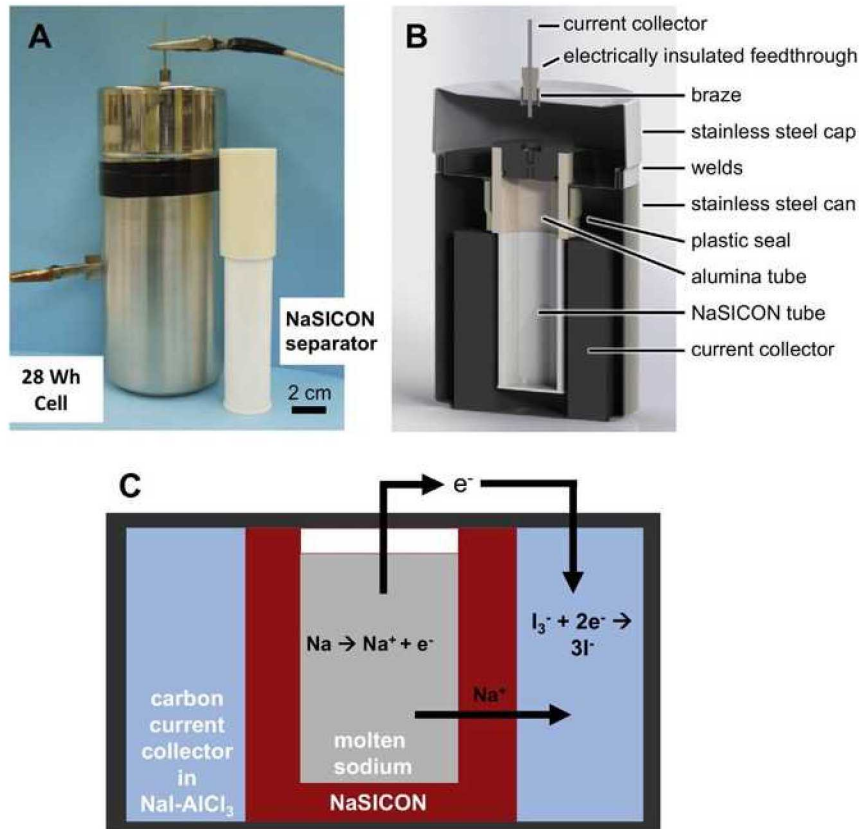 A
28 Wh
Cell
NaSICON
separator
2 cm
B
current collector
electrically insulated feedthrough
braze
stainless steel cap
welds
stainless steel can
plastic seal
alumina tube
NaSICON tube
current collector
C
e⁻
Na → Na⁺ + e⁻
I₃⁻ + 2e⁻ →
3I⁻
Na⁺
carbon
current
collector
in
NaI-AlCl₃
molten
sodium
NaSICON